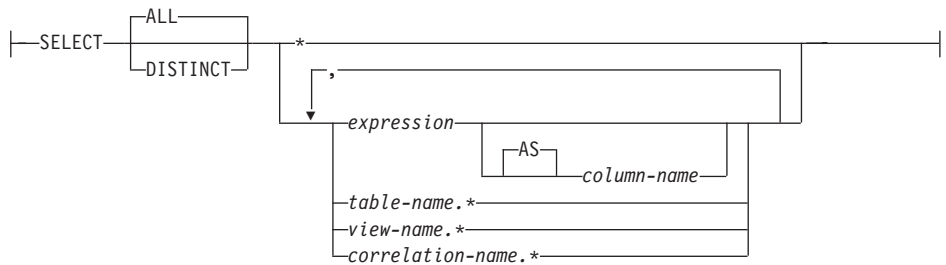 ALL
SELECT *
DISTINCT ,
expression
AS
column-name
table-name.*
view-name.*
correlation-name.*